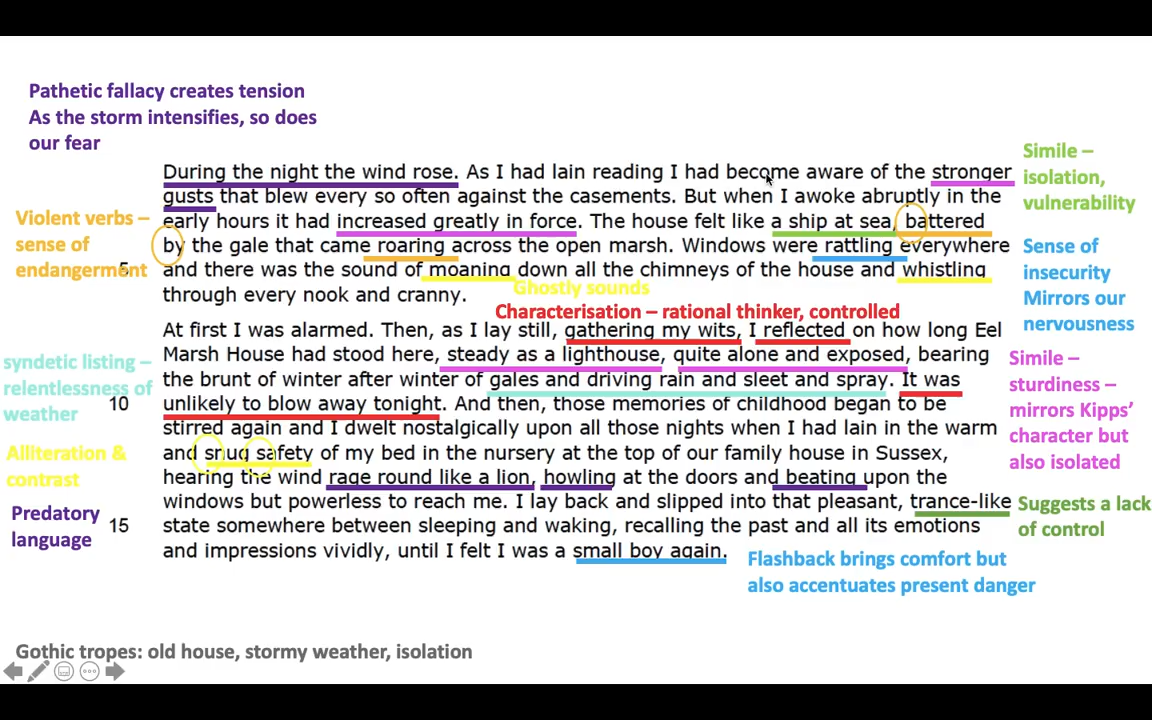 Pathetic fallacy creates tension
As the storm intensifies, so does
our fear
During the night the wind rose. As I had lain reading I had become aware of the stronger
gusts that blew every so often against the casements. But when I awoke abruptly in the
early hours it had increased greatly in force. The house felt like a ship at sea, battered
by the gale that came roaring across the open marsh. Windows were rattling everywhere
5 and there was the sound of moaning down all the chimneys of the house and whistling
through every nook and cranny.
Simile –
isolation,
vulnerability
Violent verbs –
sense of
endangerment
Sense of
insecurity
Mirrors our
nervousness
Ghostly sounds
Characterisation – rational thinker, controlled
At first I was alarmed. Then, as I lay still, gathering my wits, I reflected on how long Eel
Marsh House had stood here, steady as a lighthouse, quite alone and exposed, bearing
the brunt of winter after winter of gales and driving rain and sleet and spray. It was
10 unlikely to blow away tonight. And then, those memories of childhood began to be
stirred again and I dwelt nostalgically upon all those nights when I had lain in the warm
and snug safety of my bed in the nursery at the top of our family house in Sussex,
hearing the wind rage round like a lion, howling at the doors and beating upon the
windows but powerless to reach me. I lay back and slipped into that pleasant, trance-like
15 state somewhere between sleeping and waking, recalling the past and all its emotions
and impressions vividly, until I felt I was a small boy again.
syndetic listing –
relentlessness of
weather
Simile –
sturdiness –
mirrors Kipps'
character but
also isolated
Alliteration &
contrast
Predatory
language
Suggests a lack
of control
Flashback brings comfort but
also accentuates present danger
Gothic tropes: old house, stormy weather, isolation